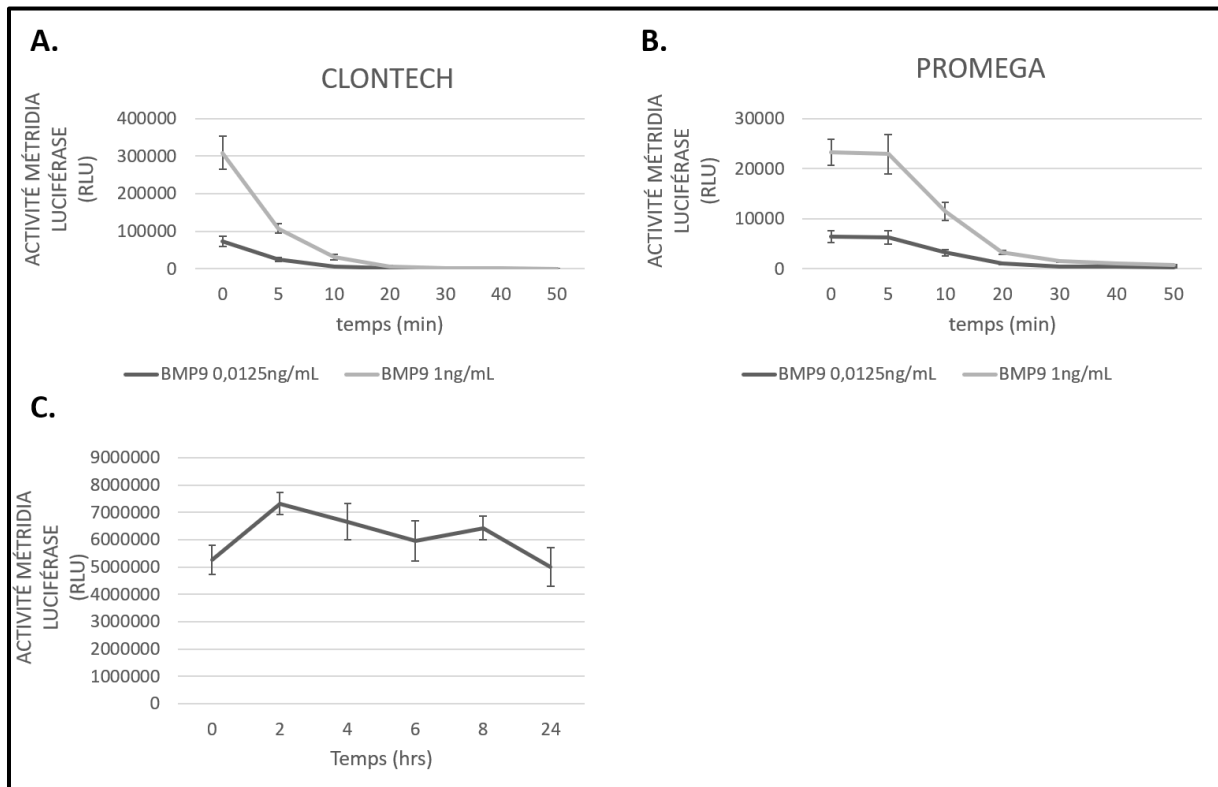 A.
CLONTECH
ACTIVITÉ MÉTRIDIA
LUCIFÉRASE
(RLU)
400000
300000
200000
100000
0
0 5 10 20 30 40 50
temps (min)
BMP9 0,0125ng/mL BMP9 1ng/mL
B.
PROMEGA
ACTIVITÉ MÉTRIDIA
LUCIFÉRASE
(RLU)
30000
20000
10000
0
0 5 10 20 30 40 50
temps (min)
BMP9 0,0125ng/mL BMP9 1ng/mL
C.
ACTIVITÉ MÉTRIDIA
LUCIFÉRASE
(RLU)
9000000
8000000
7000000
6000000
5000000
4000000
3000000
2000000
1000000
0
0 2 4 6 8 24
Temps (hrs)